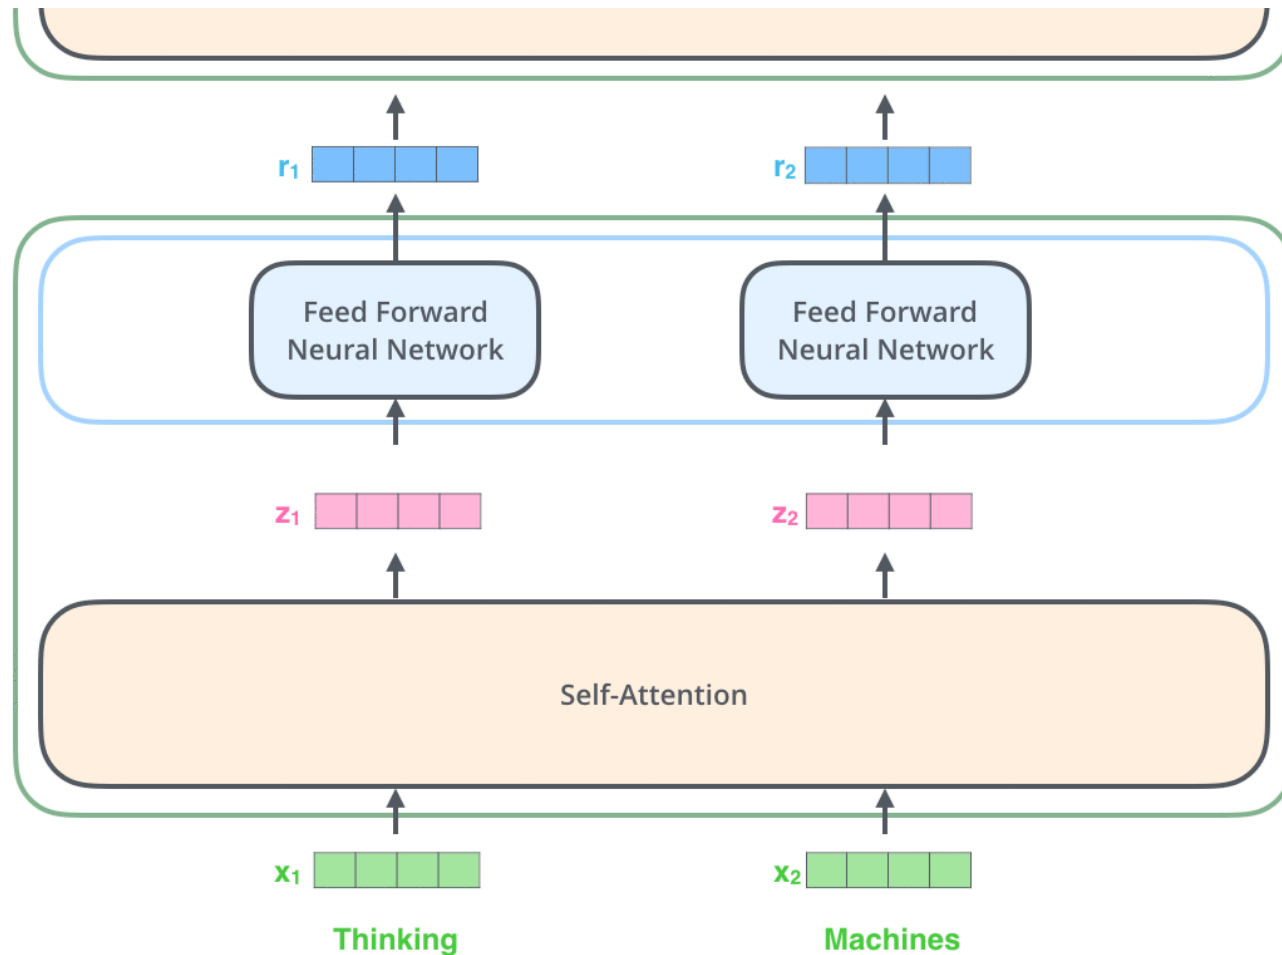 r₁
r₂
Feed Forward
Neural Network
Feed Forward
Neural Network
z₁
z₂
Self-Attention
x₁
x₂
Thinking
Machines